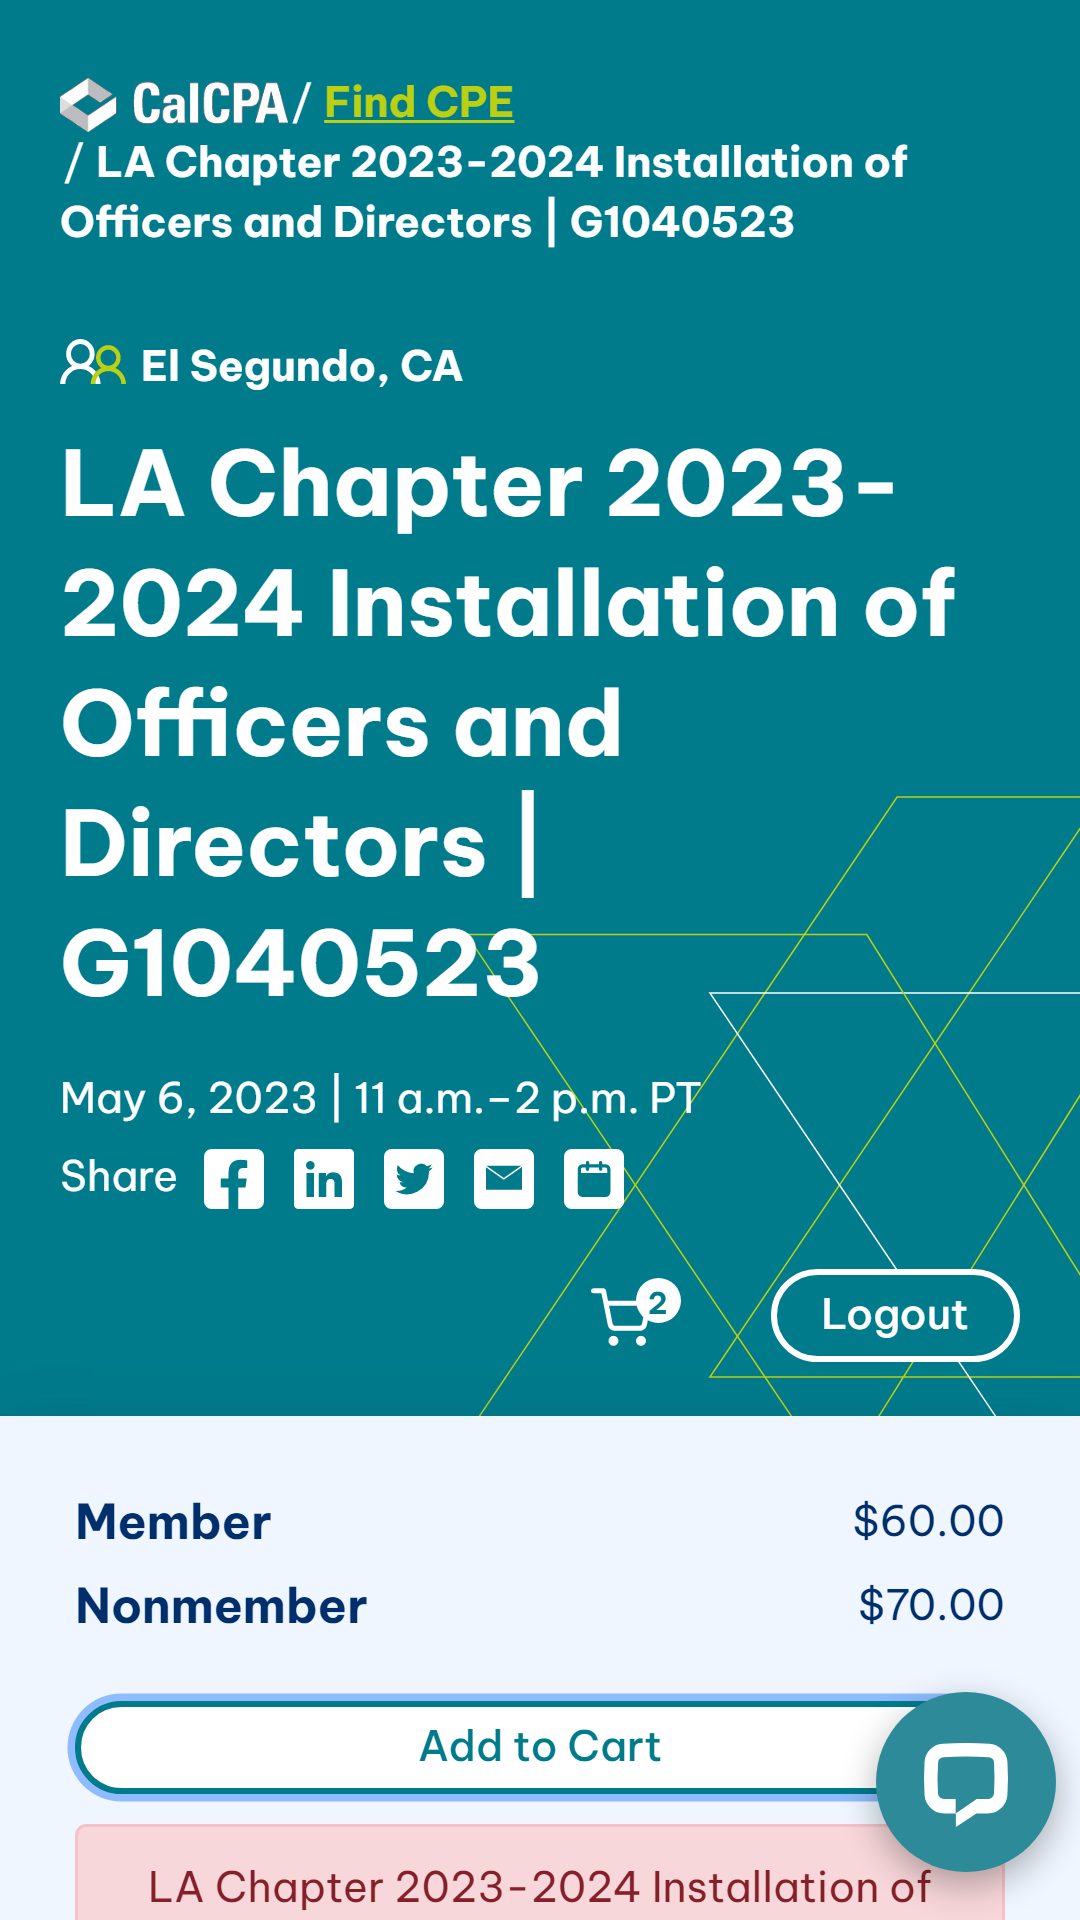 CalCPA / Find CPE
/ LA Chapter 2023-2024 Installation of
Officers and Directors | G1040523
El Segundo, CA
LA Chapter 2023-
2024 Installation of
Officers and
Directors |
G1040523
May 6, 2023 | 11 a.m.–2 p.m. PT
Share
2
Logout
Member $60.00
Nonmember $70.00
Add to Cart
LA Chapter 2023-2024 Installation of